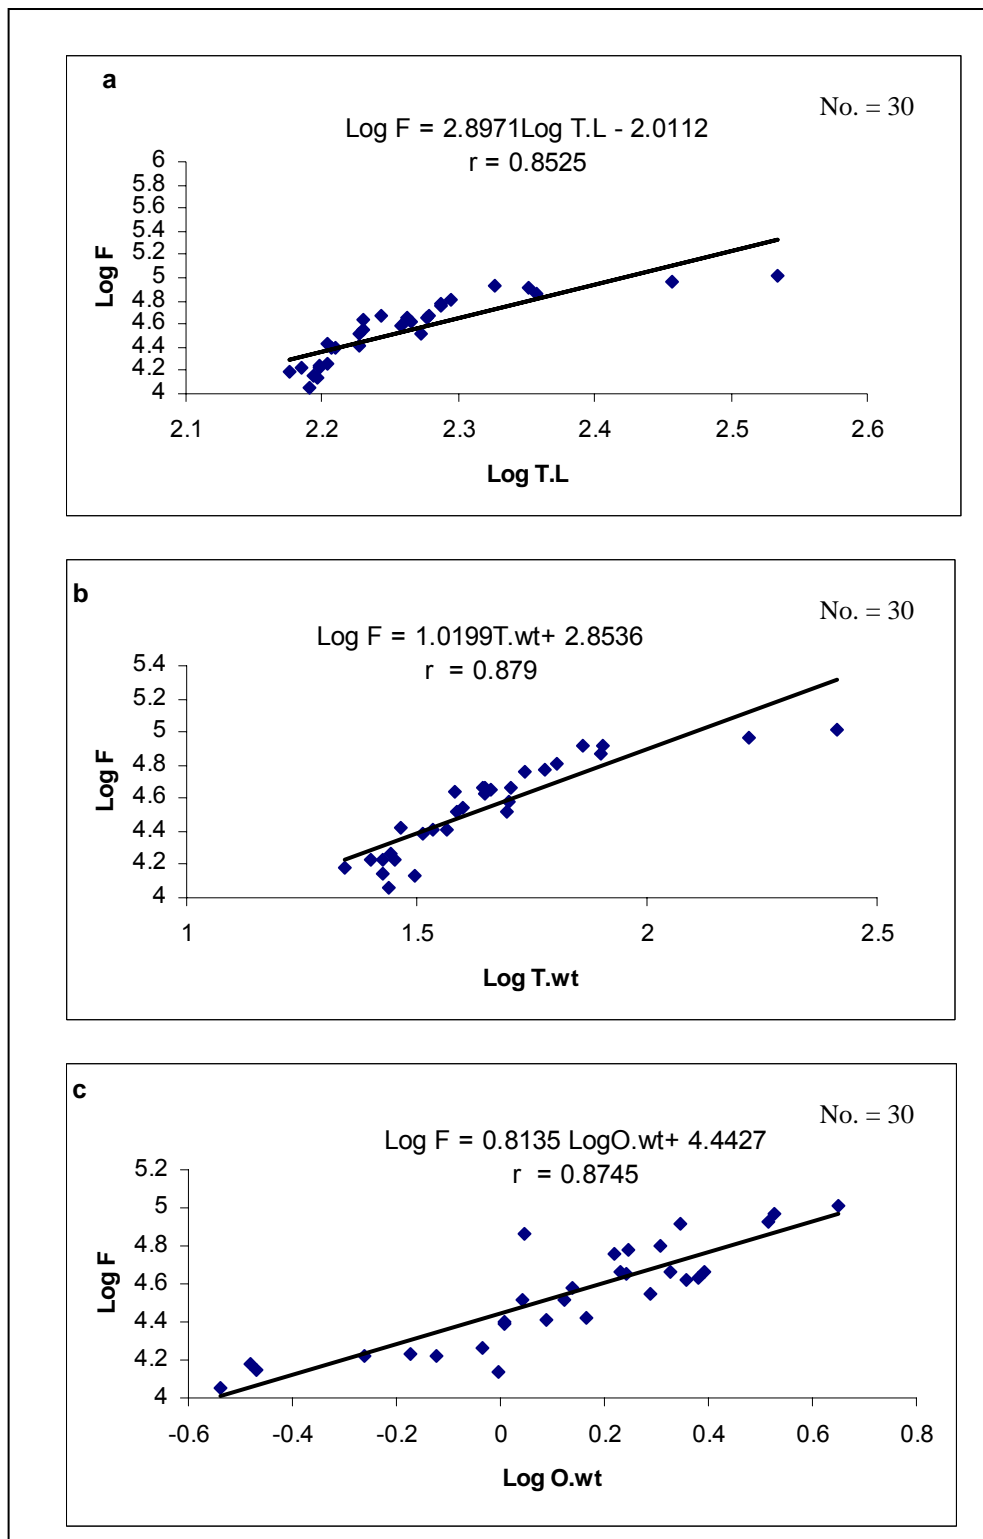 a
No. = 30
Log F = 2.8971Log T.L - 2.0112
r = 0.8525
6
5.8
5.6
5.4
5.2
5
4.8
4.6
4.4
4.2
4
Log F
2.1 2.2 2.3 2.4 2.5 2.6
Log T.L
b
No. = 30
Log F = 1.0199T.wt+ 2.8536
r = 0.879
5.4
5.2
5
4.8
4.6
4.4
4.2
4
Log F
1 1.5 2 2.5
Log T.wt
c
No. = 30
Log F = 0.8135 LogO.wt+ 4.4427
r = 0.8745
5.2
5
4.8
4.6
4.4
4.2
4
Log F
-0.6 -0.4 -0.2 0 0.2 0.4 0.6 0.8
Log O.wt